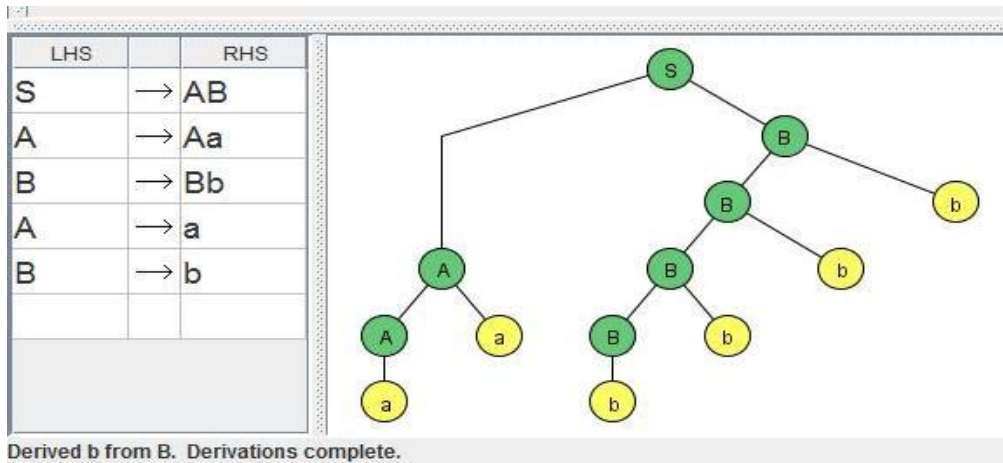 LHS RHS
S → AB
A → Aa
B → Bb
A → a
B → b
S
B
B b
A B b
A a B b
a b
Derived b from B. Derivations complete.